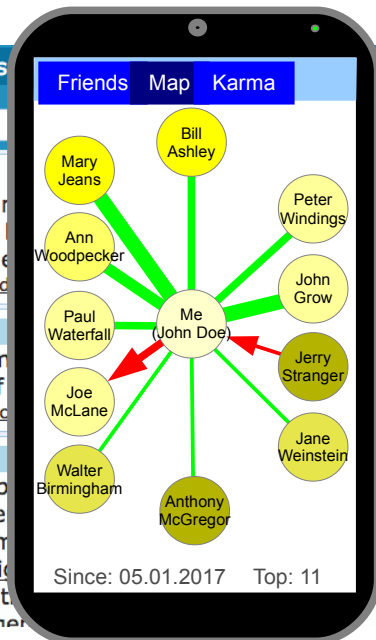 Friends Map Karma
Bill
Ashley
Mary
Jeans
Peter
Windings
Ann
Woodpecker
John
Grow
Me
(John Doe)
Paul
Waterfall
Jerry
Stranger
Joe
McLane
Jane
Weinstein
Walter
Birmingham
Anthony
McGregor
Since: 05.01.2017 Top: 11